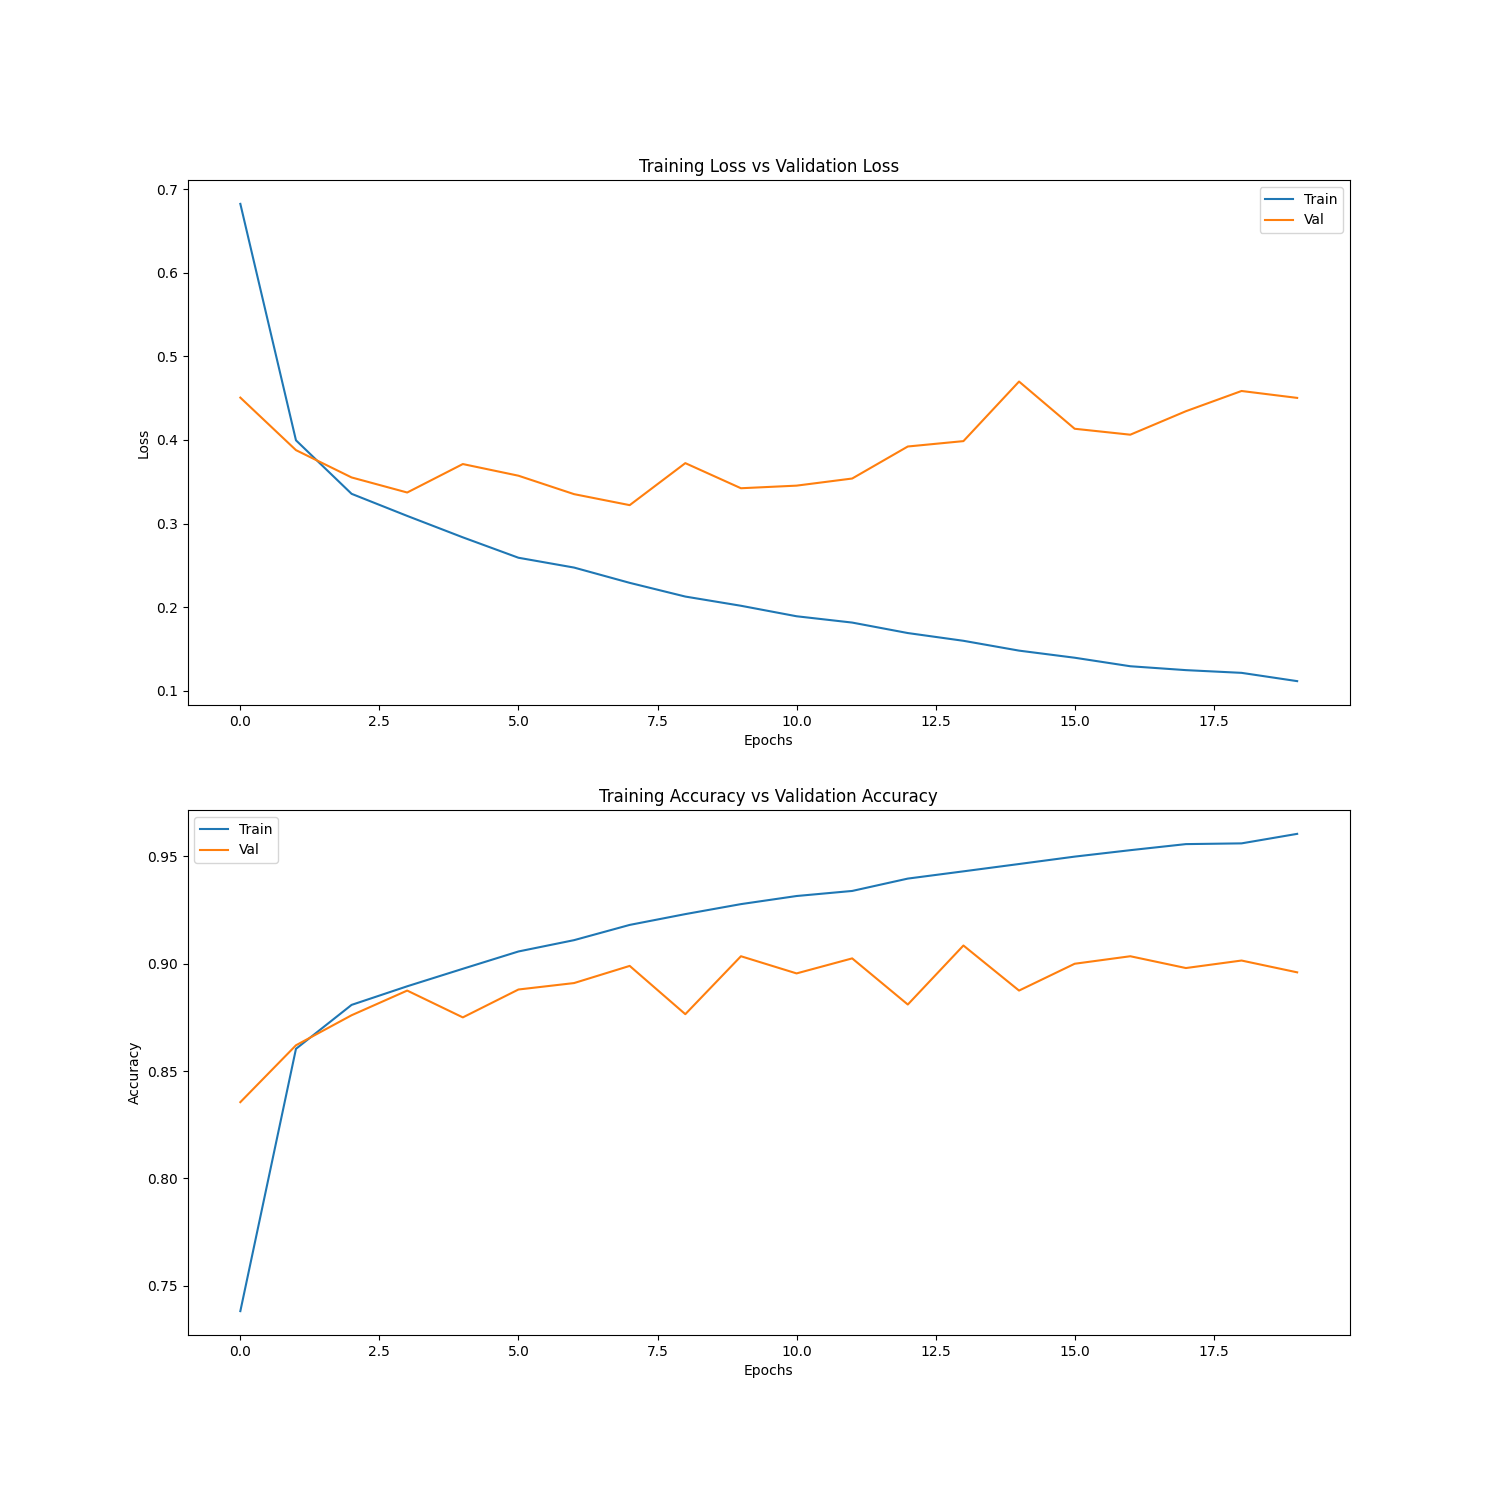 Training Loss vs Validation Loss
0.7
0.6
0.5
0.4
0.3
0.2
0.1
Loss
Train
Val
0.0 2.5 5.0 7.5 10.0 12.5 15.0 17.5
Epochs
Training Accuracy vs Validation Accuracy
Train
Val
0.95
0.90
0.85
0.80
0.75
Accuracy
0.0 2.5 5.0 7.5 10.0 12.5 15.0 17.5
Epochs